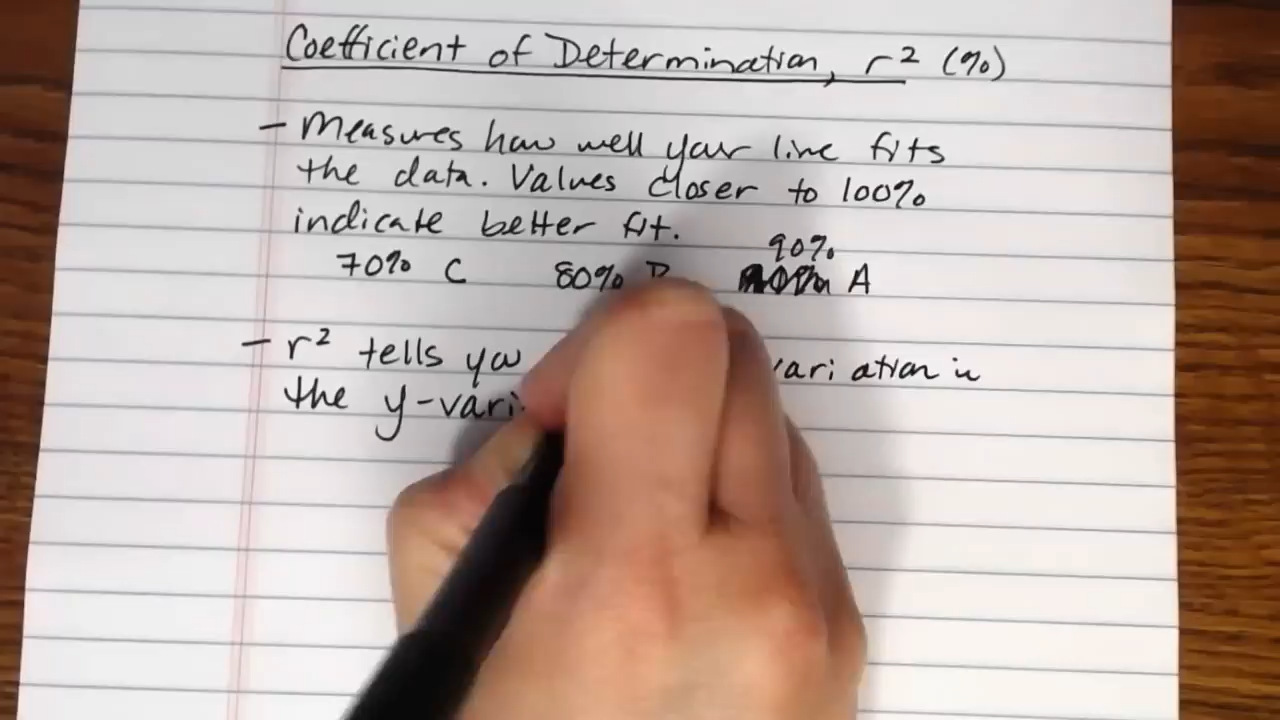 Coefficient of Determination, r² (%)
- Measures how well your line fits
the data. Values closer to 100%
indicate better fit.
90%
70% C 80% A
- r² tells you variation in
the y-vari